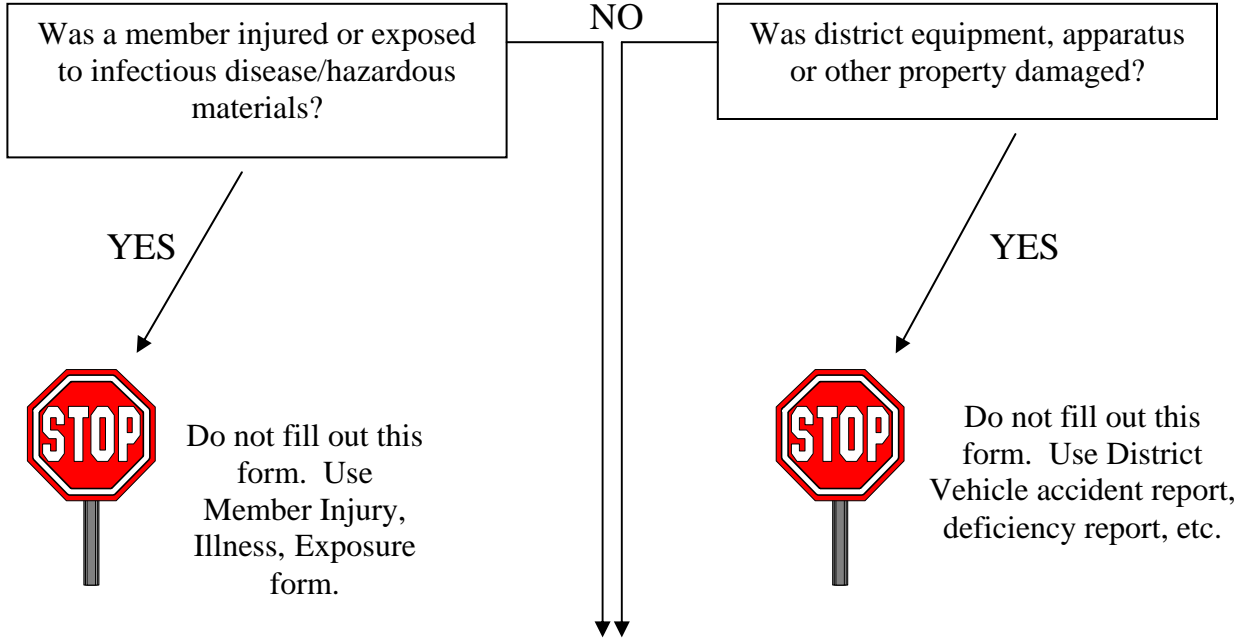 Was a member injured or exposed
to infectious disease/hazardous
materials?
NO
Was district equipment, apparatus
or other property damaged?
YES
YES
STOP
Do not fill out this
form. Use
Member Injury,
Illness, Exposure
form.
STOP
Do not fill out this
form. Use District
Vehicle accident report,
deficiency report, etc.